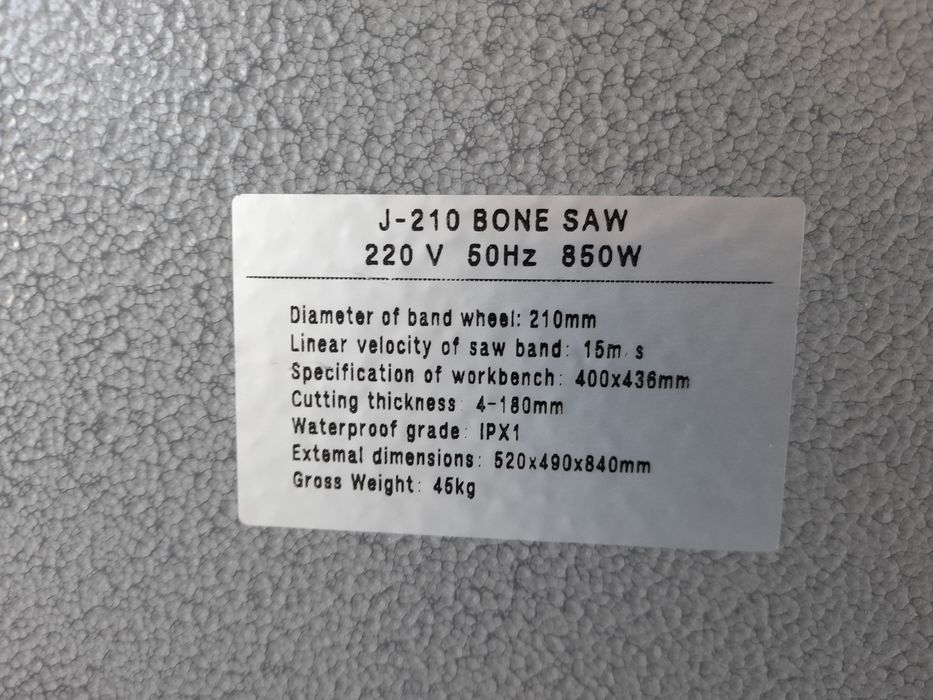 J-210 BONE SAW
220 V 50Hz 850W
Diameter of band wheel: 210mm
Linear velocity of saw band: 15m/s
Specification of workbench: 400x436mm
Cutting thickness: 4-180mm
Waterproof grade: IPX1
External dimensions: 520x490x840mm
Gross Weight: 45kg